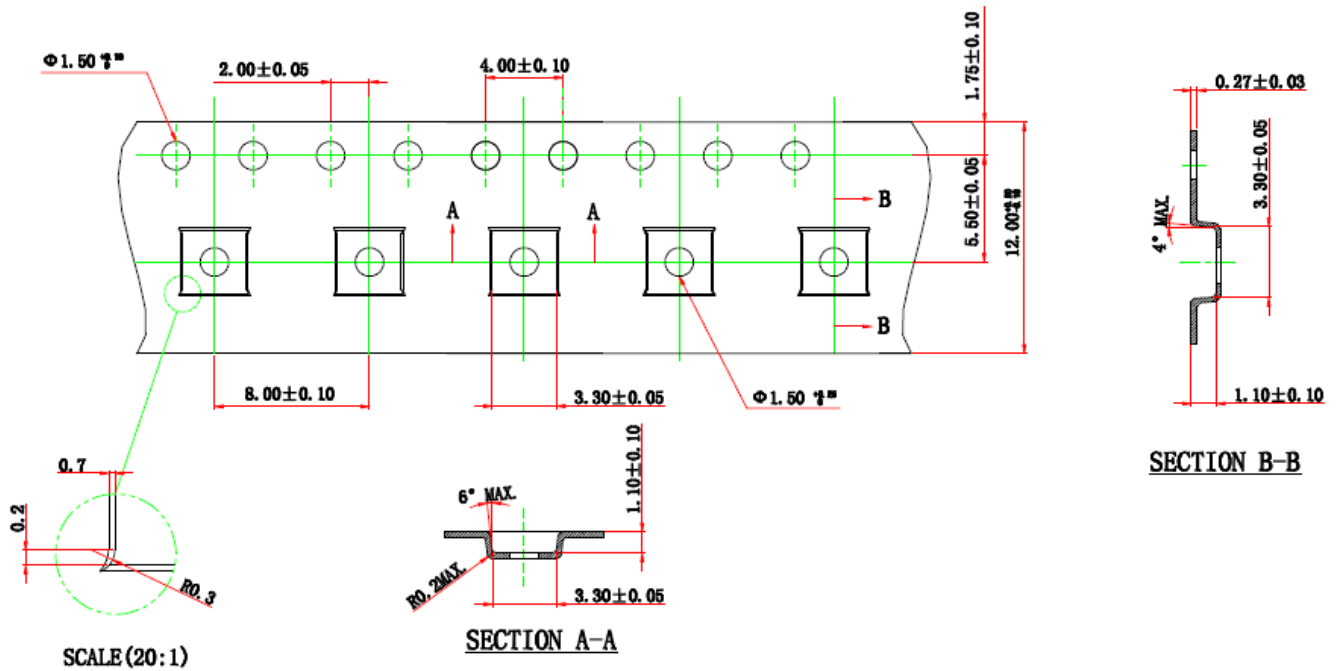 Φ1.50
2.00±0.05
4.00±0.10
1.75±0.10
0.27±0.03
3.30±0.05
4° MAX.
B
A
A
5.50±0.05
12.00
B
8.00±0.10
3.30±0.05
Φ1.50
1.10±0.10
SECTION B-B
0.7
0.2
R0.3
SCALE(20:1)
6° MAX.
1.10±0.10
R0.2MAX.
3.30±0.05
SECTION A-A